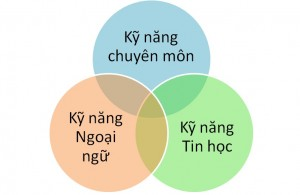 Kỹ năng
chuyên môn
Kỹ năng
Ngoại
ngữ
Kỹ năng
Tin học